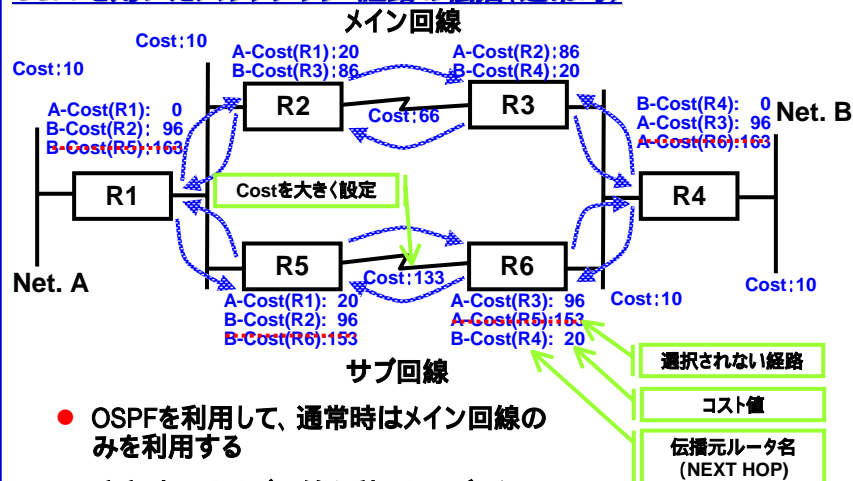 メイン回線
Cost:10
Cost:10
A-Cost(R1):20
B-Cost(R3):86
A-Cost(R2):86
B-Cost(R4):20
A-Cost(R1): 0
B-Cost(R2): 96
B-Cost(R5):163
R2
Cost:66
R3
B-Cost(R4): 0
A-Cost(R3): 96
A-Cost(R6):163
Net. B
R1
Costを大きく設定
R4
Net. A
R5
Cost:133
R6
A-Cost(R1): 20
B-Cost(R2): 96
B-Cost(R6):153
A-Cost(R3): 96
A-Cost(R5):153
B-Cost(R4): 20
Cost:10
Cost:10
サブ回線
選択されない経路
コスト値
伝播元ルータ名
(NEXT HOP)
● OSPFを利用して、通常時はメイン回線の
みを利用する